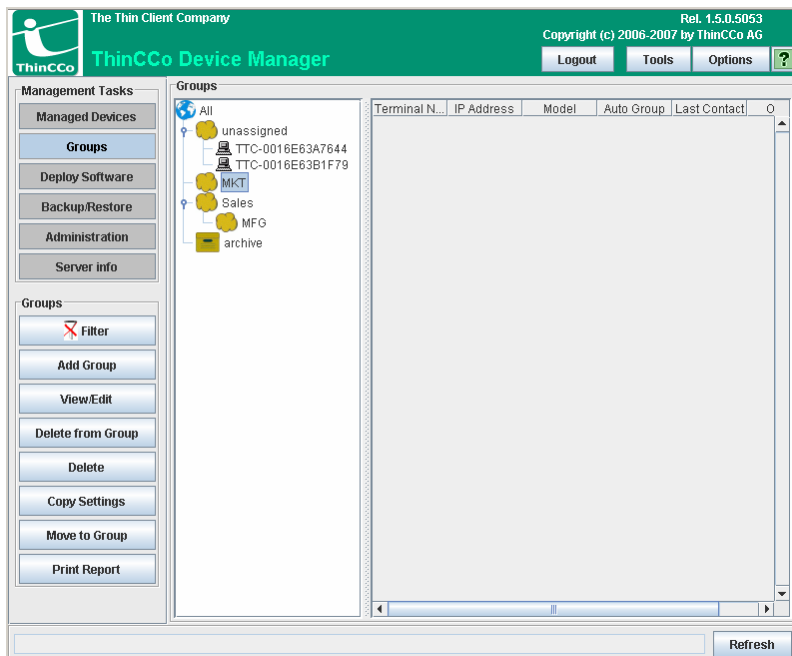 The Thin Client Company
Rel. 1.5.0.5053
Copyright (c) 2006-2007 by ThinCCo AG
ThinCCo
ThinCCo Device Manager
Logout
Tools
Options
?
Management Tasks
Managed Devices
Groups
Deploy Software
Backup/Restore
Administration
Server info
Groups
Filter
Add Group
View/Edit
Delete from Group
Delete
Copy Settings
Move to Group
Print Report
Groups
All
unassigned
TTC-0016E63A7644
TTC-0016E63B1F79
MKT
Sales
MFG
archive
Terminal N... IP Address Model Auto Group Last Contact O
Refresh